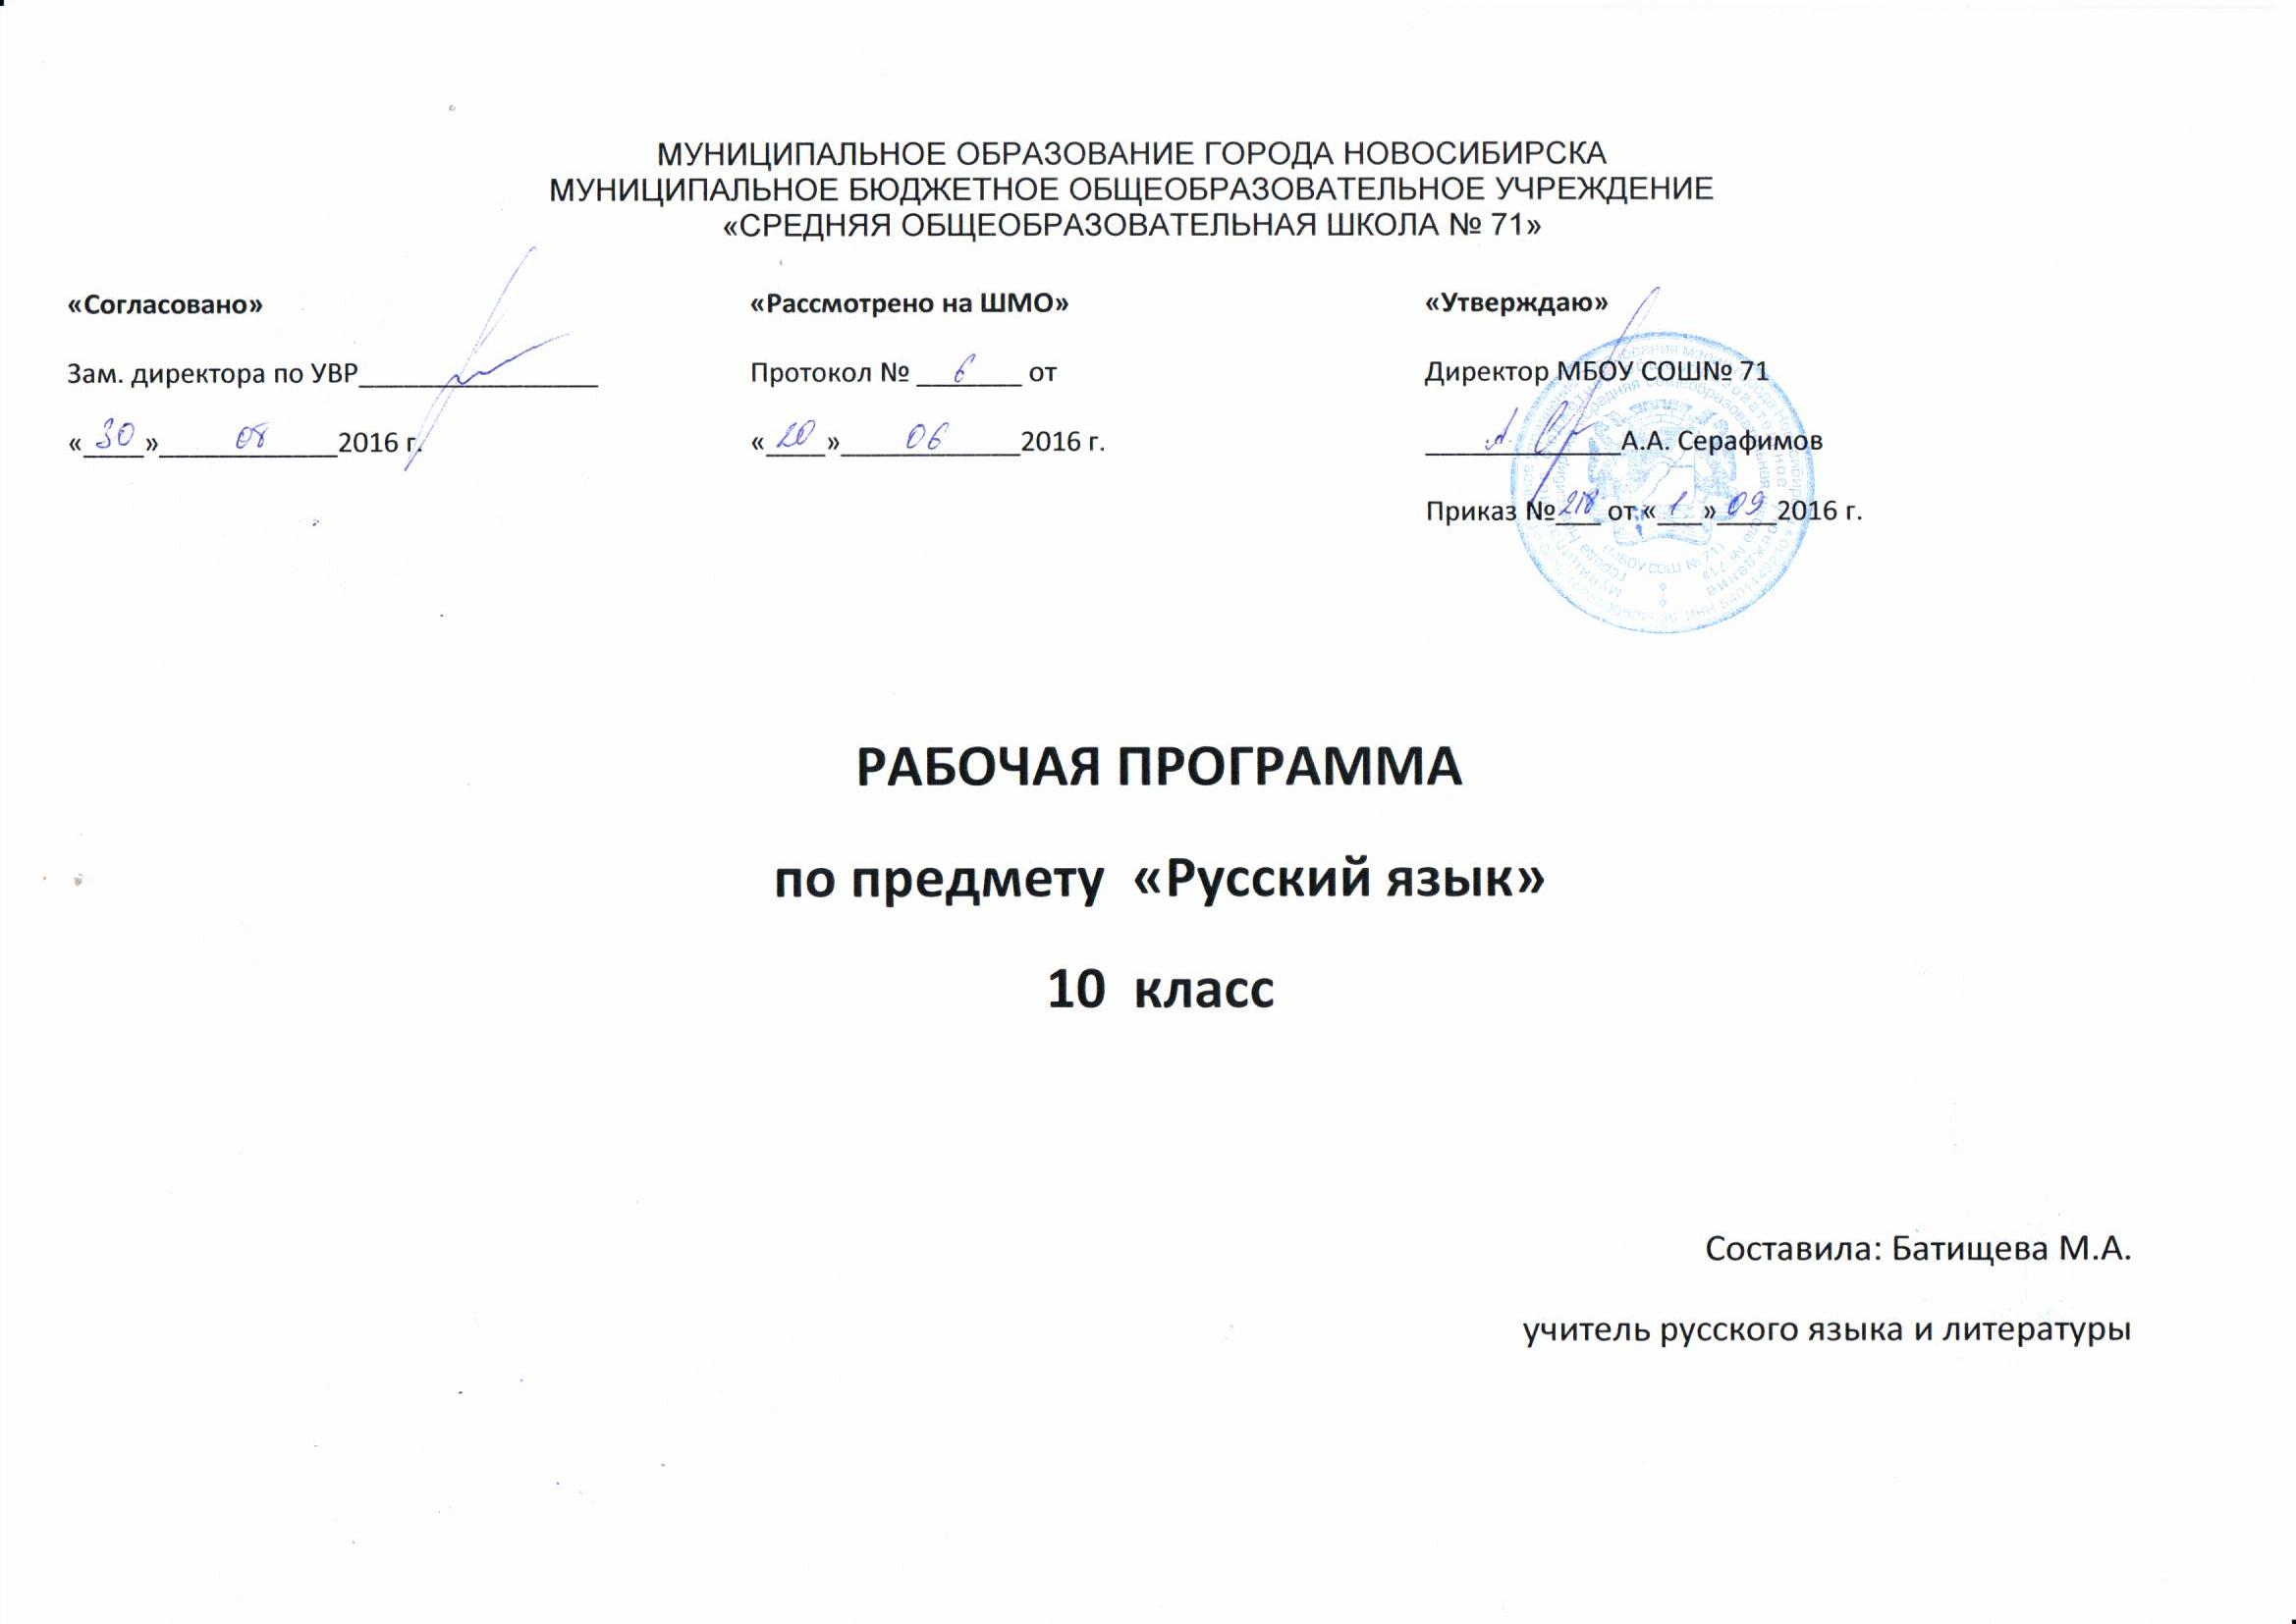 МУНИЦИПАЛЬНОЕ ОБРАЗОВАНИЕ ГОРОДА НОВОСИБИРСКА
МУНИЦИПАЛЬНОЕ БЮДЖЕТНОЕ ОБЩЕОБРАЗОВАТЕЛЬНОЕ УЧРЕЖДЕНИЕ
«СРЕДНЯЯ ОБЩЕОБРАЗОВАТЕЛЬНАЯ ШКОЛА № 71»
«Согласовано»
Зам. директора по УВР
«30» 08 2016 г.
«Рассмотрено на ШМО»
Протокол № 6 от
«20» 06 2016 г.
«Утверждаю»
Директор МБОУ СОШ№ 71
А.А. Серафимов
Приказ № 218 от «1» 09 2016 г.
РАБОЧАЯ ПРОГРАММА
по предмету «Русский язык»
10 класс
Составила: Батищева М.А.
учитель русского языка и литературы